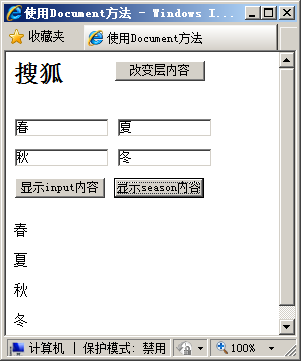 使用Document方法 - Windows I...
收藏夹 使用Document方法
搜狐 改变层内容
春 夏
秋 冬
显示input内容 显示season内容
春
夏
秋
冬
计算机 | 保护模式: 禁用 100%